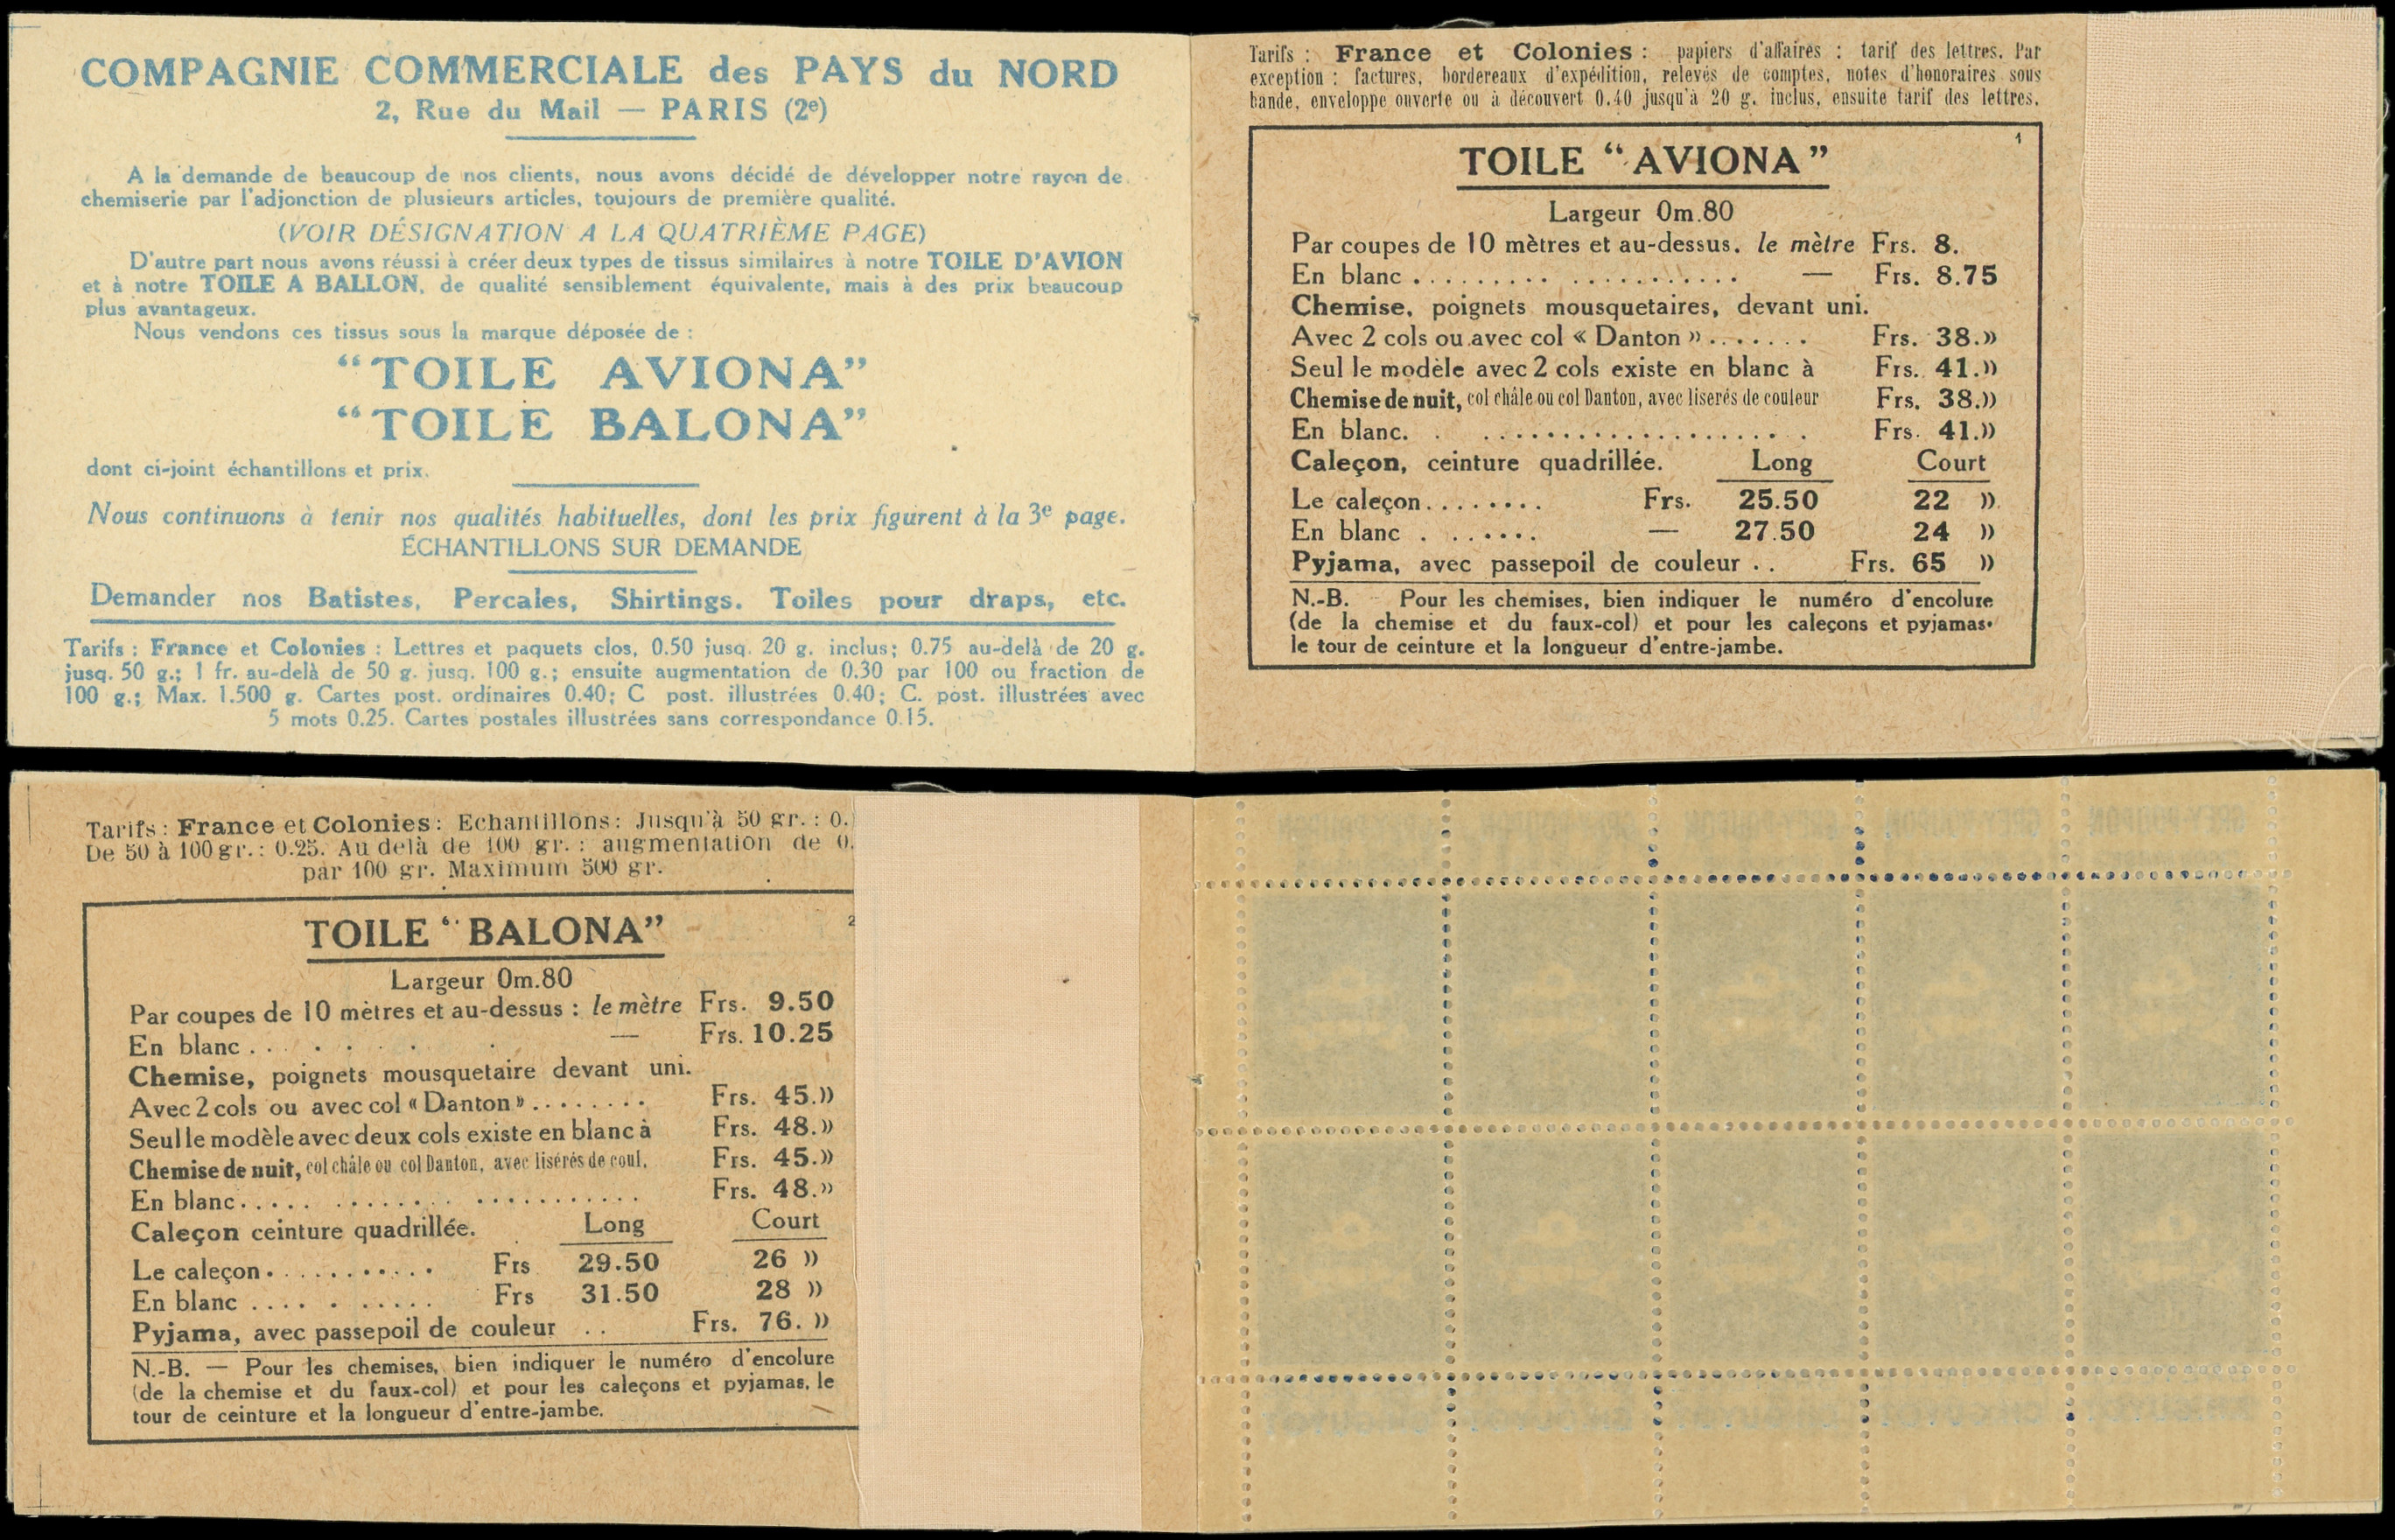 COMPAGNIE COMMERCIALE des PAYS du NORD
2, Rue du Mail — PARIS (2e)
A la demande de beaucoup de nos clients, nous avons décidé de développer notre rayon de
chemiserie par l'adjonction de plusieurs articles, toujours de première qualité.
(VOIR DÉSIGNATION A LA QUATRIÈME PAGE)
D'autre part nous avons réussi à créer deux types de tissus similaires à notre TOILE D'AVION
et à notre TOILE A BALLON, de qualité sensiblement équivalente, mais à des prix beaucoup
plus avantageux.
Nous vendons ces tissus sous la marque déposée de :
“TOILE AVIONA”
“TOILE BALONA”
dont ci-joint échantillons et prix.
Nous continuons à tenir nos qualités habituelles, dont les prix figurent à la 3e page.
ÉCHANTILLONS SUR DEMANDE
Demander nos Batistes, Percales, Shirtings. Toiles pour draps, etc.
Tarifs : France et Colonies : Lettres et paquets clos, 0.50 jusq. 20 g. inclus; 0.75 au-delà de 20 g.
jusq. 50 g.; 1 fr. au-delà de 50 g. jusq. 100 g.; ensuite augmentation de 0.30 par 100 ou fraction de
100 g.; Max. 1.500 g. Cartes post. ordinaires 0.40; C post. illustrées 0.40; C. post. illustrées avec
5 mots 0.25. Cartes postales illustrées sans correspondance 0.15.
Tarifs : France et Colonies : papiers d'affaires : tarif des lettres. Par
exception : factures, bordereaux d'expédition, relevés de comptes, notes d'honoraires sous
bande, enveloppe ouverte ou à découvert 0.40 jusqu'à 20 g. inclus, ensuite tarif des lettres.
1
TOILE “AVIONA”
Largeur 0m.80
Par coupes de 10 mètres et au-dessus. le mètre Frs. 8.
En blanc . . . . . . . . . . . . . . . . . . . — Frs. 8.75
Chemise, poignets mousquetaires, devant uni.
Avec 2 cols ou avec col « Danton » . . . . . . . Frs. 38.»
Seul le modèle avec 2 cols existe en blanc à Frs. 41.»
Chemise de nuit, col châle ou col Danton, avec liserés de couleur Frs. 38.»
En blanc. . . . . . . . . . . . . . . . . . . . Frs. 41.»
Caleçon, ceinture quadrillée. Long Court
Le caleçon . . . . . . . . Frs. 25.50 22 »
En blanc . . . . . . . — 27.50 24 »
Pyjama, avec passepoil de couleur . . Frs. 65 »
N.-B. - Pour les chemises, bien indiquer le numéro d'encolure
(de la chemise et du faux-col) et pour les caleçons et pyjamas.
le tour de ceinture et la longueur d'entre-jambe.
Tarifs : France et Colonies : Echantillons : Jusqu'à 50 gr. : 0.
De 50 à 100 gr. : 0.25. Au delà de 100 gr. : augmentation de 0.
par 100 gr. Maximum 500 gr.
2
TOILE “BALONA”
Largeur 0m.80
Par coupes de 10 mètres et au-dessus : le mètre Frs. 9.50
En blanc . . . . . . . — Frs. 10.25
Chemise, poignets mousquetaire devant uni.
Avec 2 cols ou avec col « Danton » . . . . . . . . Frs. 45.»
Seul le modèle avec deux cols existe en blanc à Frs. 48.»
Chemise de nuit, col châle ou col Danton, avec liserés de coul. Frs. 45.»
En blanc . . . . . . . . . . . . . . . . . . . . Frs. 48.»
Caleçon ceinture quadrillée. Long Court
Le caleçon . . . . . . . . . . . Frs 29.50 26 »
En blanc . . . . . . . . . . Frs 31.50 28 »
Pyjama, avec passepoil de couleur . . Frs. 76. »
N.-B. — Pour les chemises, bien indiquer le numéro d'encolure
(de la chemise et du faux-col) et pour les caleçons et pyjamas, le
tour de ceinture et la longueur d'entre-jambe.